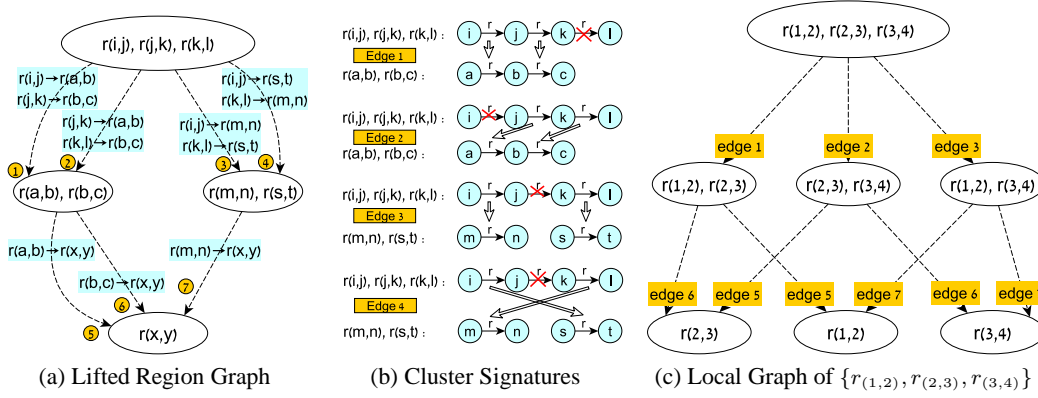 r(i,j), r(j,k), r(k,l)
r(i,j)→r(a,b)
r(j,k)→r(b,c)
r(j,k)→r(a,b)
r(k,l)→r(b,c)
r(i,j)→r(m,n)
r(k,l)→r(s,t)
r(i,j)→r(s,t)
r(k,l)→r(m,n)
1
2
3
4
r(a,b), r(b,c)
r(m,n), r(s,t)
r(a,b)→r(x,y)
r(m,n)→r(x,y)
r(b,c)→r(x,y)
7
6
5
r(x,y)
(a) Lifted Region Graph
r(i,j), r(j,k), r(k,l) : i r j r k r l
Edge 1
r(a,b), r(b,c) : a r b r c
r(i,j), r(j,k), r(k,l) : i r j r k r l
Edge 2
r(a,b), r(b,c) : a r b r c
r(i,j), r(j,k), r(k,l) : i r j r k r l
Edge 3
r(m,n), r(s,t) : m r n s r t
r(i,j), r(j,k), r(k,l) : i r j r k r l
Edge 4
r(m,n), r(s,t) : m r n s r t
(b) Cluster Signatures
r(1,2), r(2,3), r(3,4)
edge 1 edge 2 edge 3
r(1,2), r(2,3) r(2,3), r(3,4) r(1,2), r(3,4)
edge 6 edge 5 edge 5 edge 7 edge 6 edge
r(2,3) r(1,2) r(3,4)
(c) Local Graph of {r(1,2), r(2,3), r(3,4)}